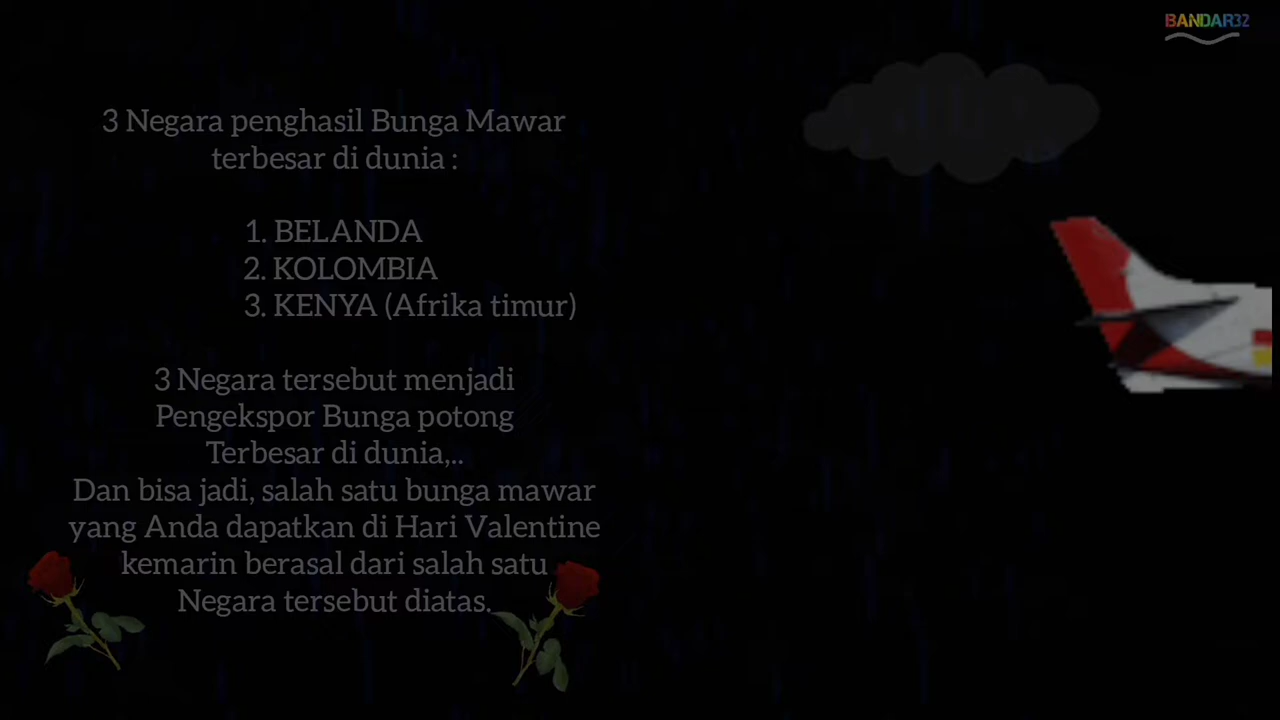 BANDAR32
3 Negara penghasil Bunga Mawar
terbesar di dunia :
1. BELANDA
2. KOLOMBIA
3. KENYA (Afrika timur)
3 Negara tersebut menjadi
Pengekspor Bunga potong
Terbesar di dunia,..
Dan bisa jadi, salah satu bunga mawar
yang Anda dapatkan di Hari Valentine
kemarin berasal dari salah satu
Negara tersebut diatas.